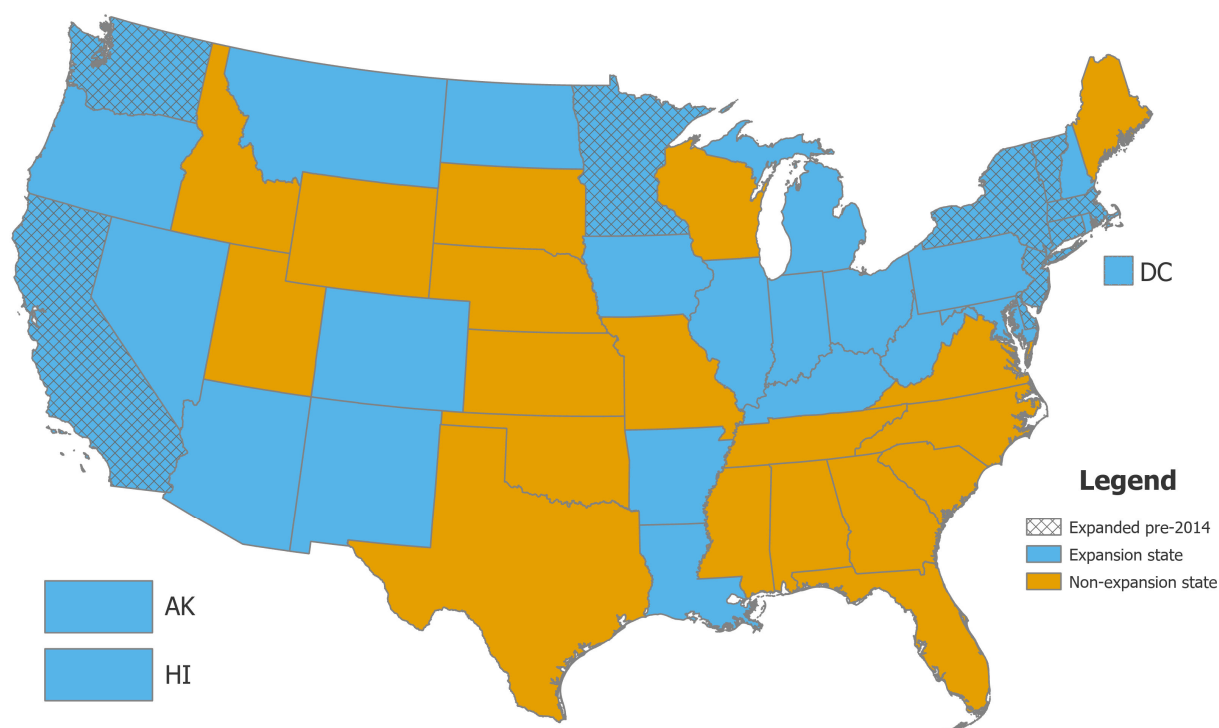 DC
Legend
Expanded pre-2014
Expansion state
Non-expansion state
AK
HI